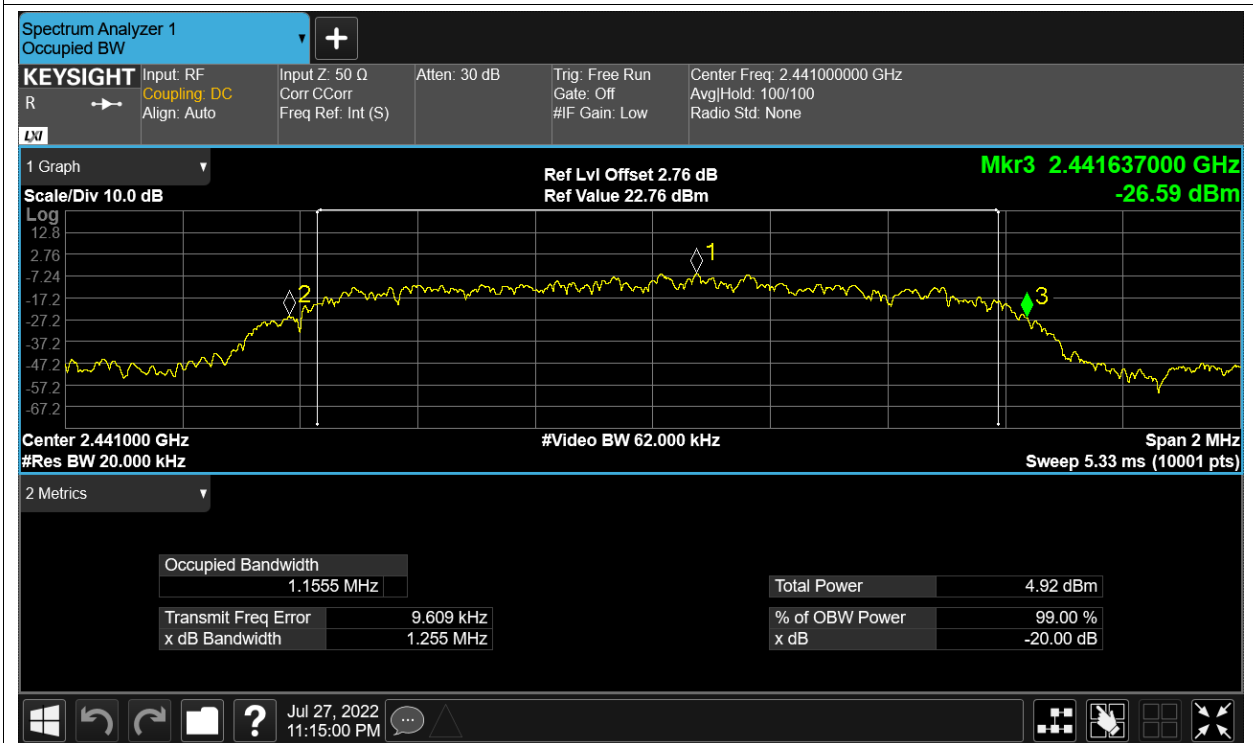 Spectrum Analyzer 1
Occupied BW
KEYSIGHT
R
LXI
Input: RF
Coupling: DC
Align: Auto
Input Z: 50 Ω
Corr CCorr
Freq Ref: Int (S)
Atten: 30 dB
Trig: Free Run
Gate: Off
#IF Gain: Low
Center Freq: 2.441000000 GHz
Avg|Hold: 100/100
Radio Std: None
1 Graph
Scale/Div 10.0 dB
Ref Lvl Offset 2.76 dB
Ref Value 22.76 dBm
Mkr3 2.441637000 GHz
-26.59 dBm
Log
12.8
2.76
-7.24
-17.2
-27.2
-37.2
-47.2
-57.2
-67.2
1
2
3
Center 2.441000 GHz
#Video BW 62.000 kHz
Span 2 MHz
#Res BW 20.000 kHz
Sweep 5.33 ms (10001 pts)
2 Metrics
Occupied Bandwidth
1.1555 MHz
Total Power 4.92 dBm
Transmit Freq Error 9.609 kHz
% of OBW Power 99.00 %
x dB Bandwidth 1.255 MHz
x dB -20.00 dB
?
Jul 27, 2022
11:15:00 PM